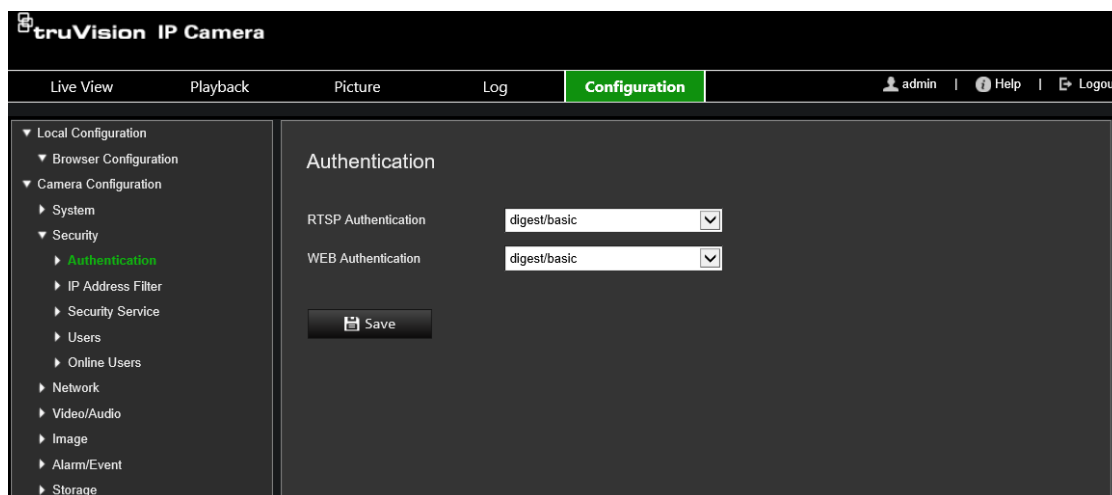 truVision IP Camera
Live View Playback Picture Log Configuration admin | Help | Logou
Local Configuration
Browser Configuration
Camera Configuration
System
Security
Authentication
IP Address Filter
Security Service
Users
Online Users
Network
Video/Audio
Image
Alarm/Event
Storage
Authentication
RTSP Authentication digest/basic
WEB Authentication digest/basic
Save